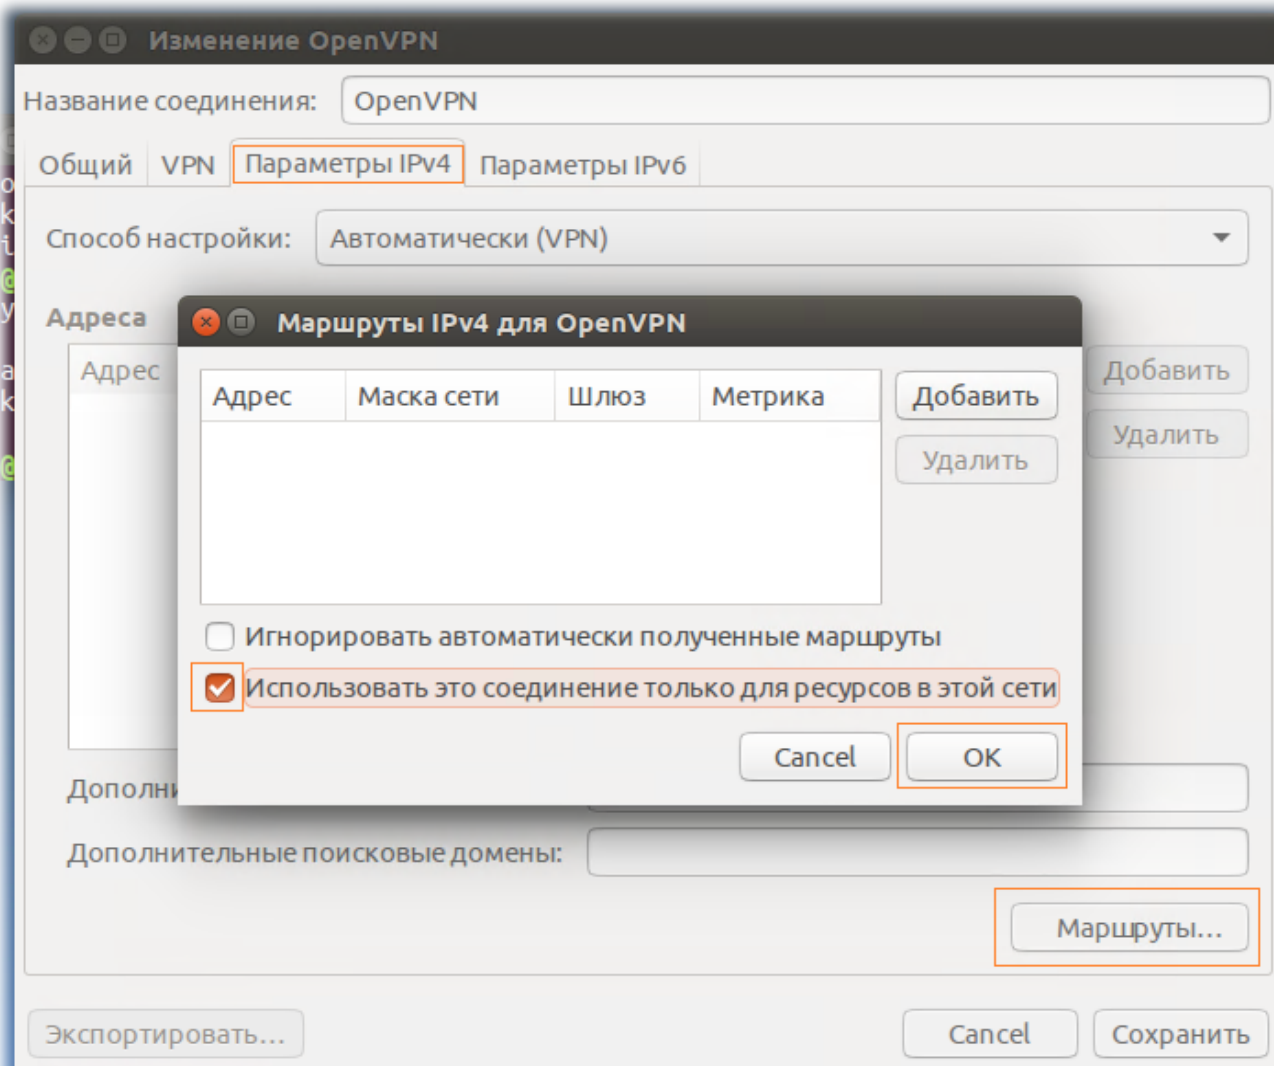 Изменение OpenVPN
Название соединения: OpenVPN
Общий VPN Параметры IPv4 Параметры IPv6
Способ настройки: Автоматически (VPN)
Адреса
Адрес
Добавить
Удалить
Маршруты IPv4 для OpenVPN
Адрес Маска сети Шлюз Метрика
Добавить
Удалить
Игнорировать автоматически полученные маршруты
Использовать это соединение только для ресурсов в этой сети
Cancel OK
Дополнительные поисковые домены:
Маршруты...
Экспортировать... Cancel Сохранить